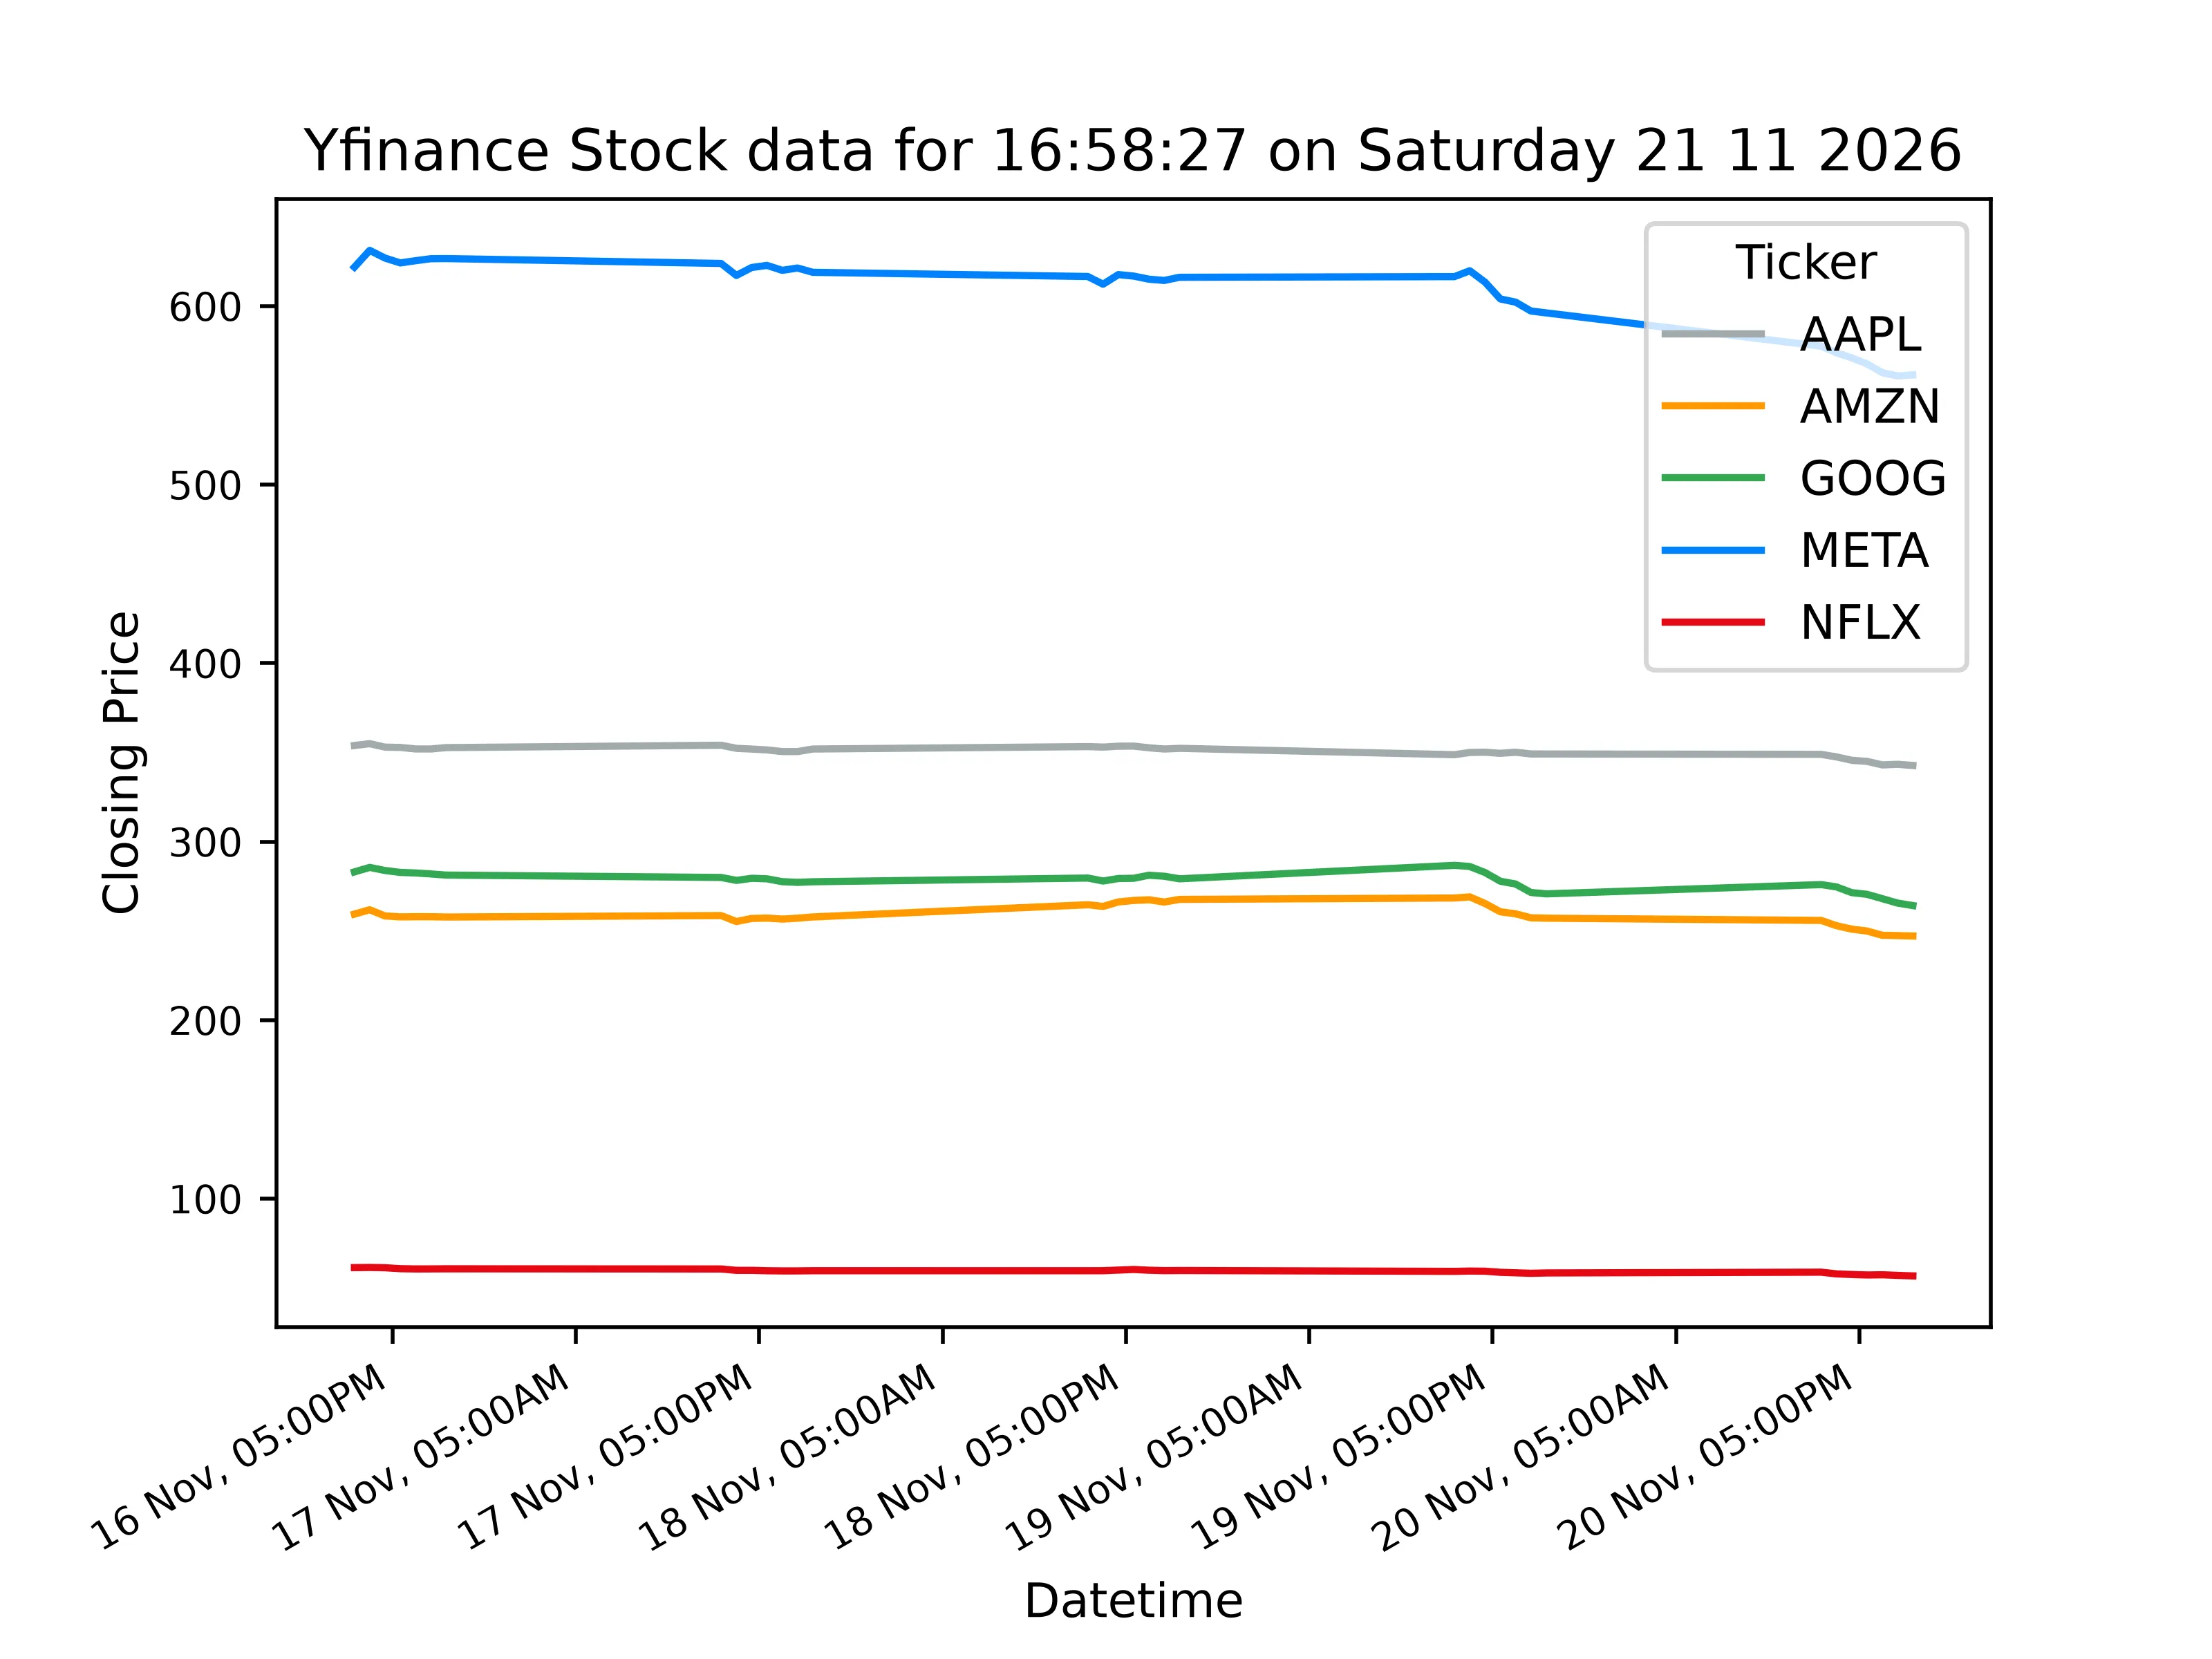 Yfinance Stock data for 16:58:27 on Saturday 21 11 2026
Ticker
AAPL
AMZN
GOOG
META
NFLX
Closing Price
600
500
400
300
200
100
16 Nov, 05:00PM
17 Nov, 05:00AM
17 Nov, 05:00PM
18 Nov, 05:00AM
18 Nov, 05:00PM
19 Nov, 05:00AM
19 Nov, 05:00PM
20 Nov, 05:00AM
20 Nov, 05:00PM
Datetime